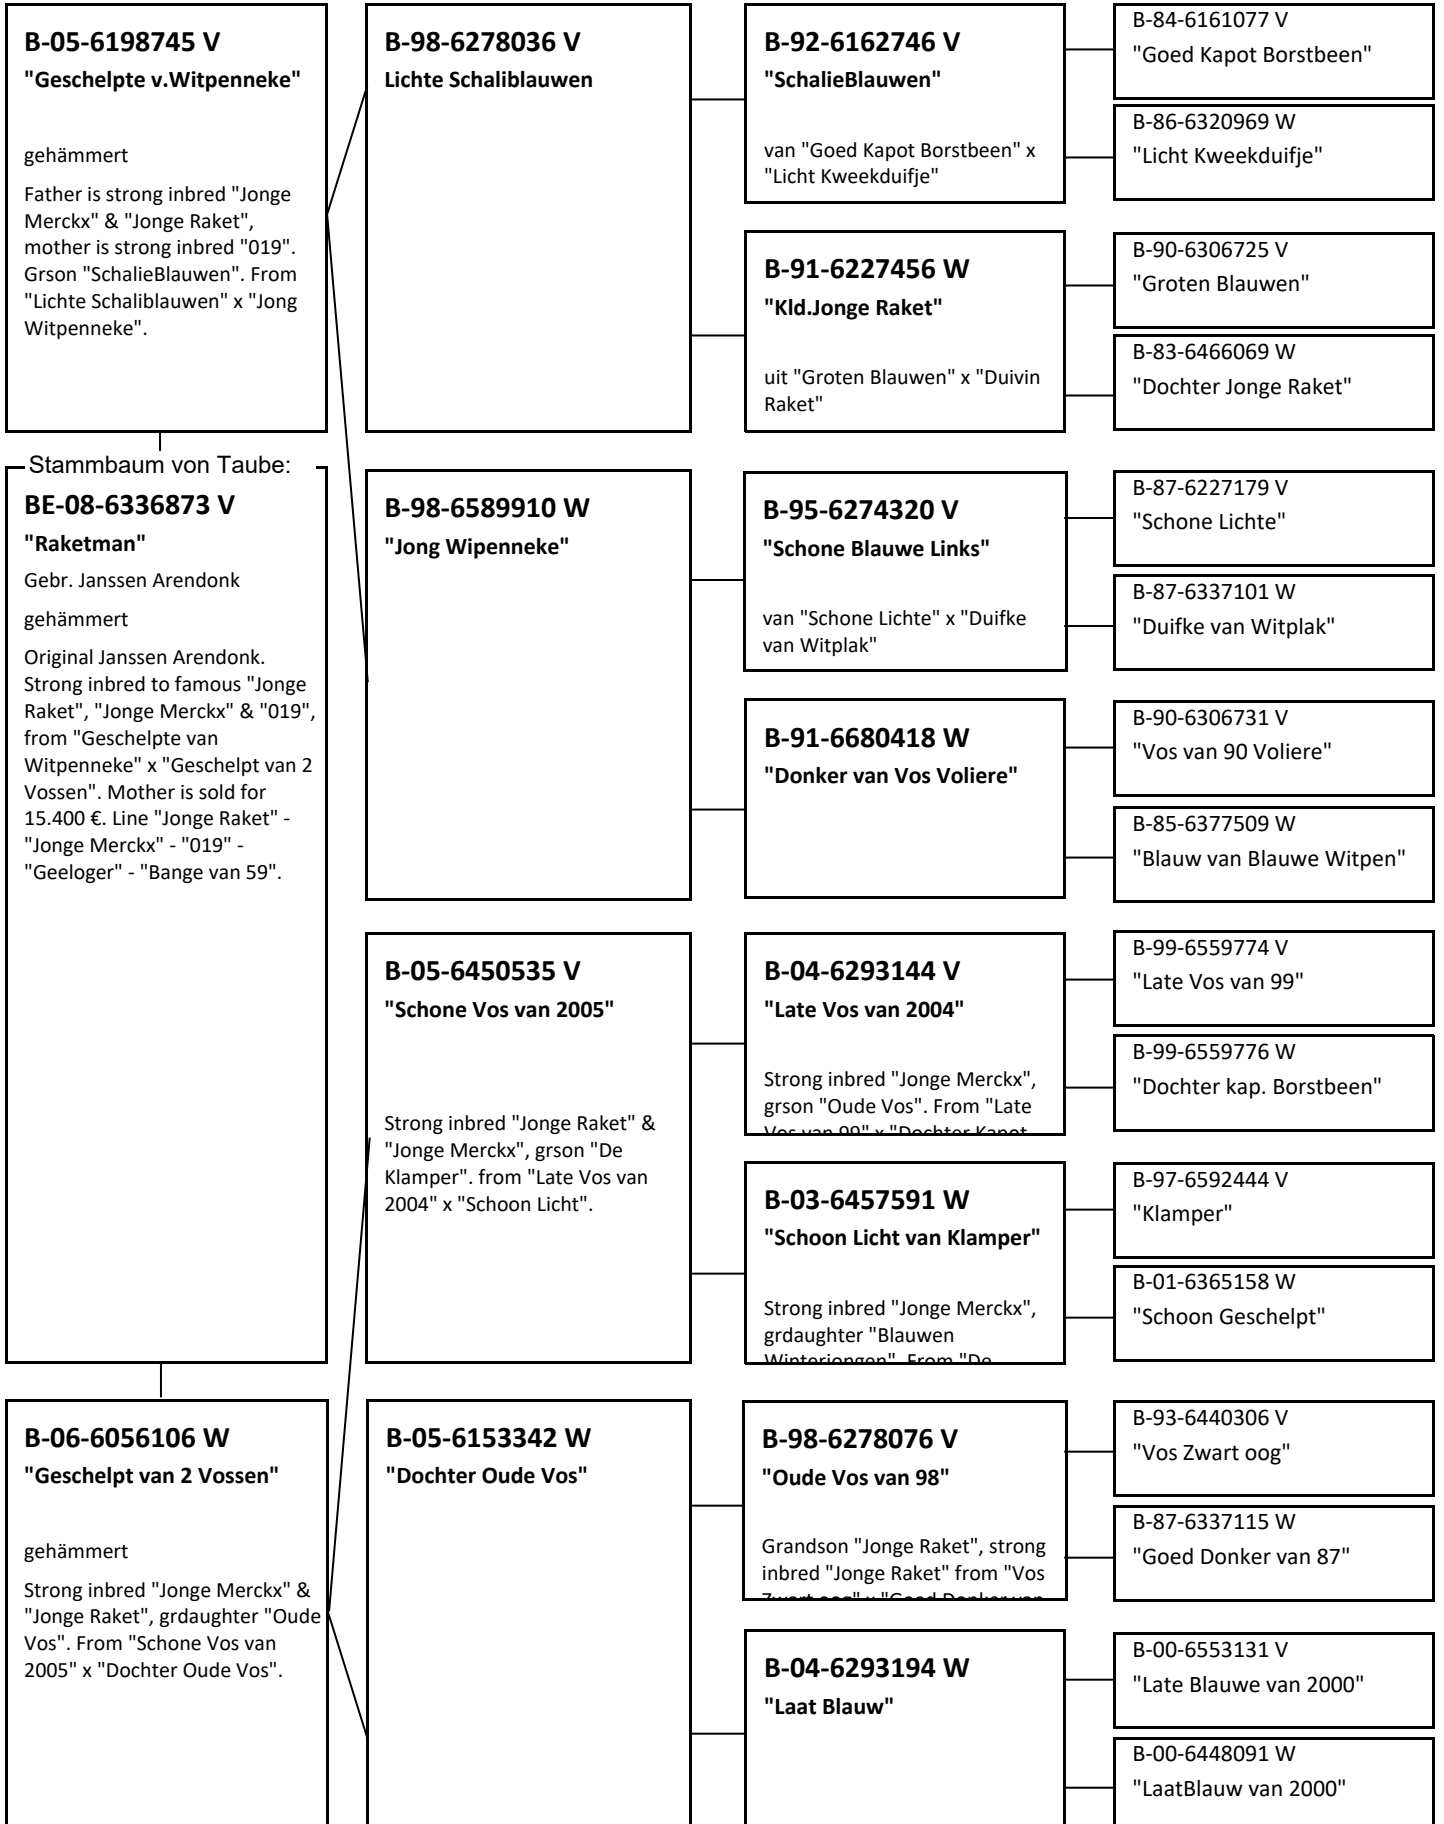 B-05-6198745 V
"Geschelpte v.Witpenneke"
gehämmert
Father is strong inbred "Jonge
Merckx" & "Jonge Raket",
mother is strong inbred "019".
Grson "SchalieBlauwen". From
"Lichte Schaliblauwen" x "Jong
Witpenneke".
Stammbaum von Taube:
BE-08-6336873 V
"Raketman"
Gebr. Janssen Arendonk
gehämmert
Original Janssen Arendonk.
Strong inbred to famous "Jonge
Raket", "Jonge Merckx" & "019",
from "Geschelpte van
Witpenneke" x "Geschelpt van 2
Vossen". Mother is sold for
15.400 €. Line "Jonge Raket" -
"Jonge Merckx" - "019" -
"Geeloger" - "Bange van 59".
B-06-6056106 W
"Geschelpt van 2 Vossen"
gehämmert
Strong inbred "Jonge Merckx" &
"Jonge Raket", grdaughter "Oude
Vos". From "Schone Vos van
2005" x "Dochter Oude Vos".
B-98-6278036 V
Lichte Schaliblauwen
B-98-6589910 W
"Jong Wipenneke"
B-05-6450535 V
"Schone Vos van 2005"
Strong inbred "Jonge Raket" &
"Jonge Merckx", grson "De
Klamper". from "Late Vos van
2004" x "Schoon Licht".
B-05-6153342 W
"Dochter Oude Vos"
B-92-6162746 V
"SchalieBlauwen"
van "Goed Kapot Borstbeen" x
"Licht Kweekduifje"
B-91-6227456 W
"Kld.Jonge Raket"
uit "Groten Blauwen" x "Duivin
Raket"
B-95-6274320 V
"Schone Blauwe Links"
van "Schone Lichte" x "Duifke
van Witplak"
B-91-6680418 W
"Donker van Vos Voliere"
B-04-6293144 V
"Late Vos van 2004"
Strong inbred "Jonge Merckx",
grson "Oude Vos". From "Late
Vos van 99" x "Dochter Kapot
B-03-6457591 W
"Schoon Licht van Klamper"
Strong inbred "Jonge Merckx",
grdaughter "Blauwen
Winterjongen". From "De
B-98-6278076 V
"Oude Vos van 98"
Grandson "Jonge Raket", strong
inbred "Jonge Raket" from "Vos
Zwart oog" x "Goed Donker van
B-04-6293194 W
"Laat Blauw"
B-84-6161077 V
"Goed Kapot Borstbeen"
B-86-6320969 W
"Licht Kweekduifje"
B-90-6306725 V
"Groten Blauwen"
B-83-6466069 W
"Dochter Jonge Raket"
B-87-6227179 V
"Schone Lichte"
B-87-6337101 W
"Duifke van Witplak"
B-90-6306731 V
"Vos van 90 Voliere"
B-85-6377509 W
"Blauw van Blauwe Witpen"
B-99-6559774 V
"Late Vos van 99"
B-99-6559776 W
"Dochter kap. Borstbeen"
B-97-6592444 V
"Klamper"
B-01-6365158 W
"Schoon Geschelpt"
B-93-6440306 V
"Vos Zwart oog"
B-87-6337115 W
"Goed Donker van 87"
B-00-6553131 V
"Late Blauwe van 2000"
B-00-6448091 W
"LaatBlauw van 2000"